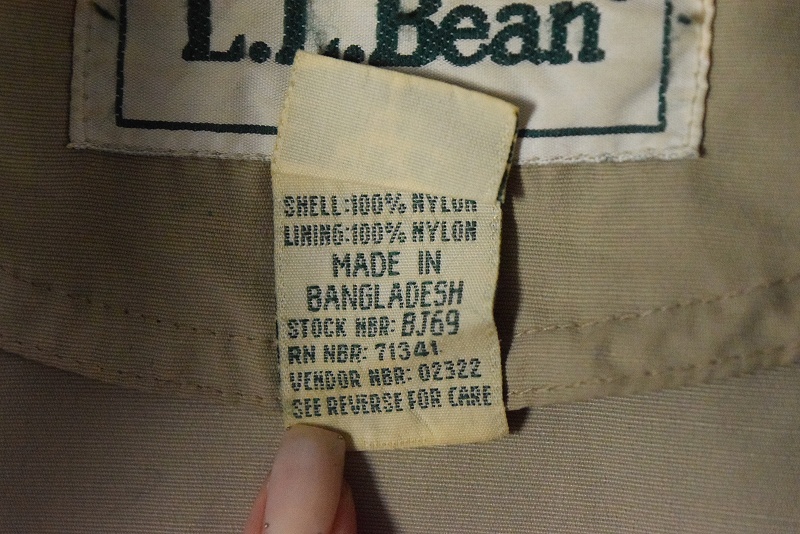 L.L.Bean
SHELL:100% NYLON
LINING:100% NYLON
MADE IN
BANGLADESH
STOCK NBR: BJ69
RN NBR: 71341
VENDOR NBR: 02322
SEE REVERSE FOR CARE